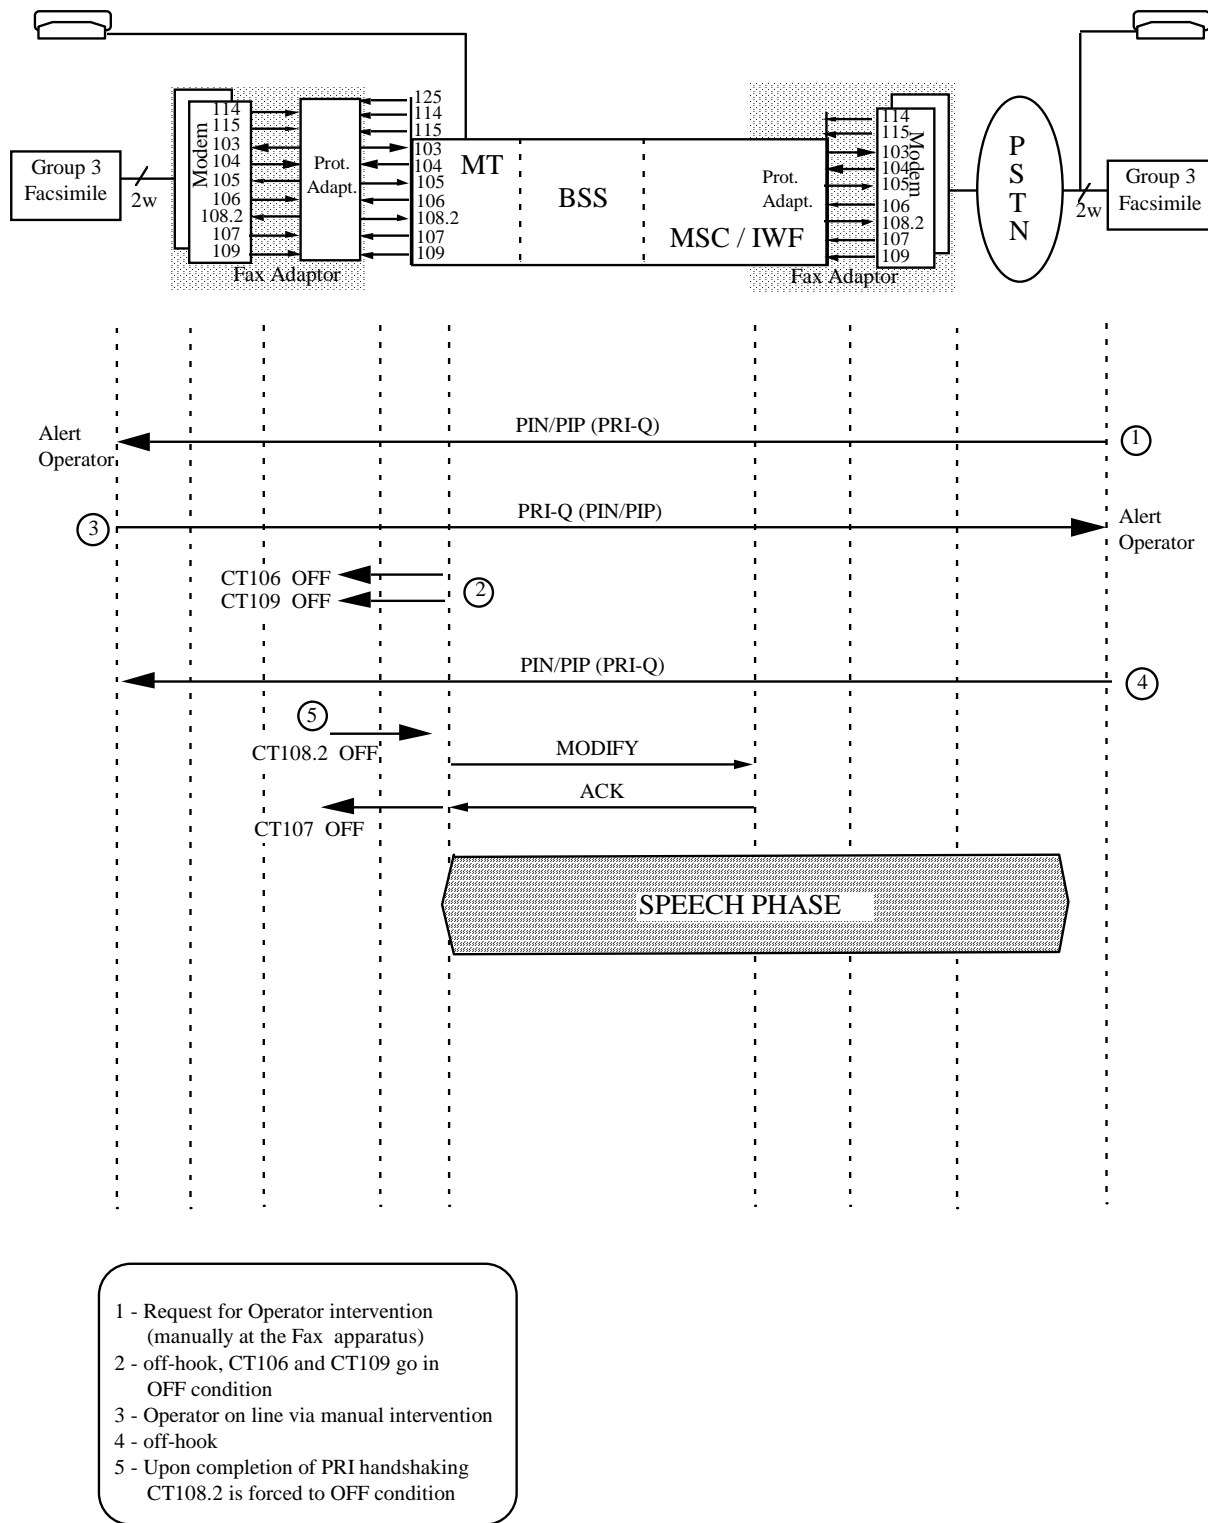 125
114
115
103
104
105
106
108.2
107
109
Modem
Prot.
Adapt.
114
115
103
104
105
106
108.2
107
109
Group 3
Facsimile
2w
Fax Adaptor
MT
BSS
MSC / IWF
Prot.
Adapt.
114
115
103
104
105
106
108.2
107
109
Modem
Fax Adaptor
P
S
T
N
2w
Group 3
Facsimile
Alert
Operator
PIN/PIP (PRI-Q)
1
3
PRI-Q (PIN/PIP)
Alert
Operator
CT106 OFF
CT109 OFF
2
PIN/PIP (PRI-Q)
4
5
CT108.2 OFF
MODIFY
ACK
CT107 OFF
SPEECH PHASE
1 - Request for Operator intervention
(manually at the Fax apparatus)
2 - off-hook, CT106 and CT109 go in
OFF condition
3 - Operator on line via manual intervention
4 - off-hook
5 - Upon completion of PRI handshaking
CT108.2 is forced to OFF condition